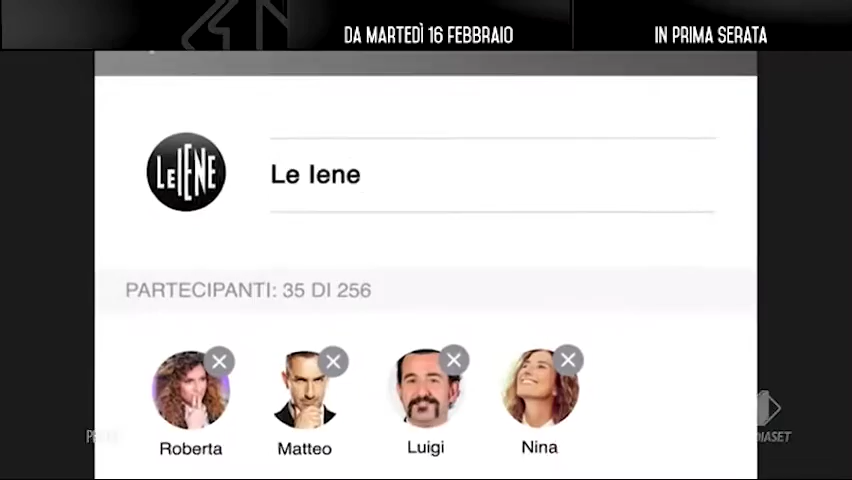 DA MARTEDÌ 16 FEBBRAIO
IN PRIMA SERATA
LE IENE
Le Iene
PARTECIPANTI: 35 DI 256
Roberta
Matteo
Luigi
Nina